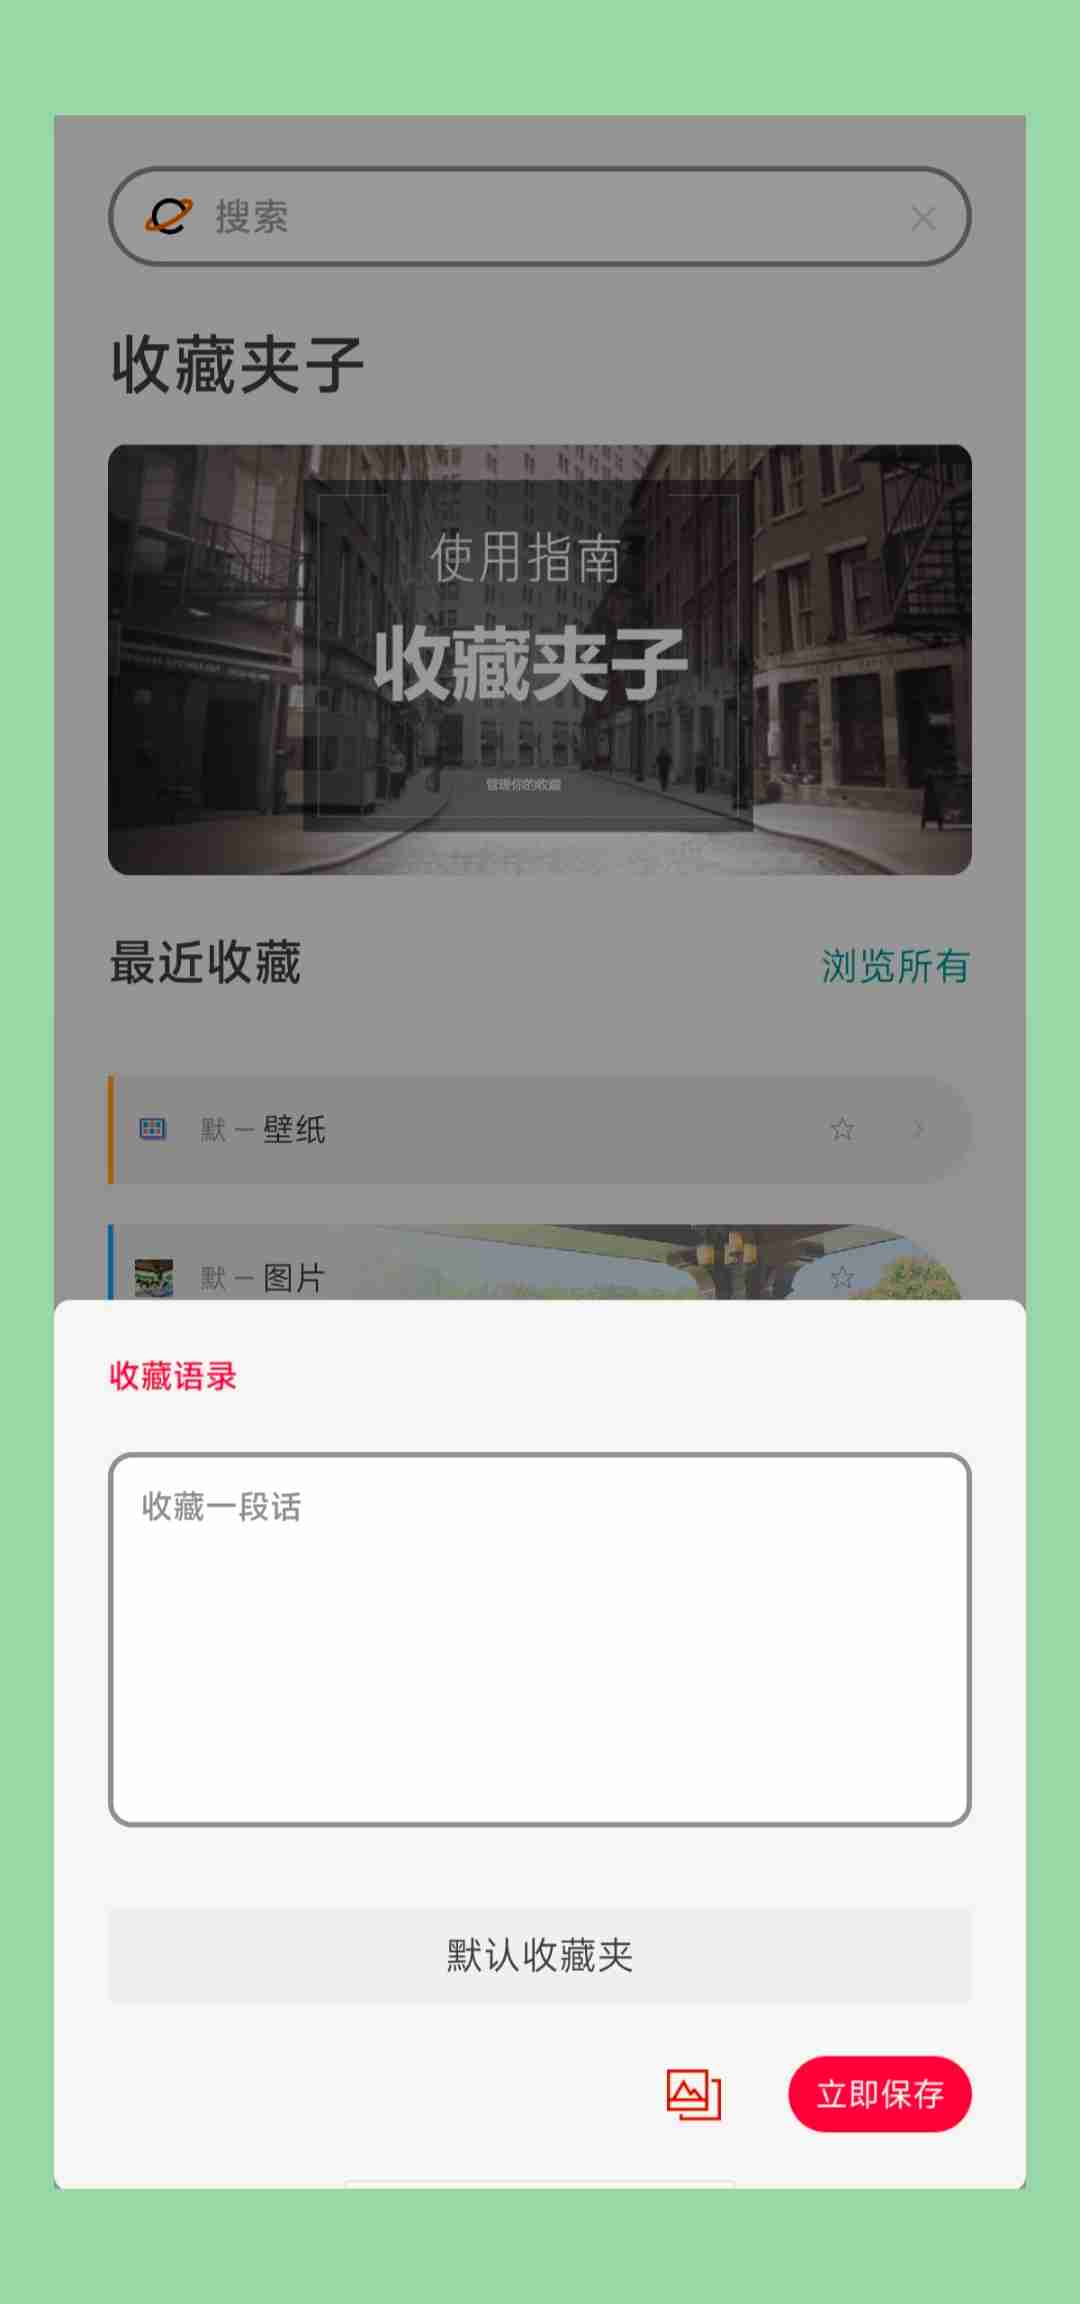 搜索
收藏夹子
使用指南
收藏夹子
管理你的收藏
最近收藏
浏览所有
默 — 壁纸
默 — 图片
收藏语录
收藏一段话
默认收藏夹
立即保存